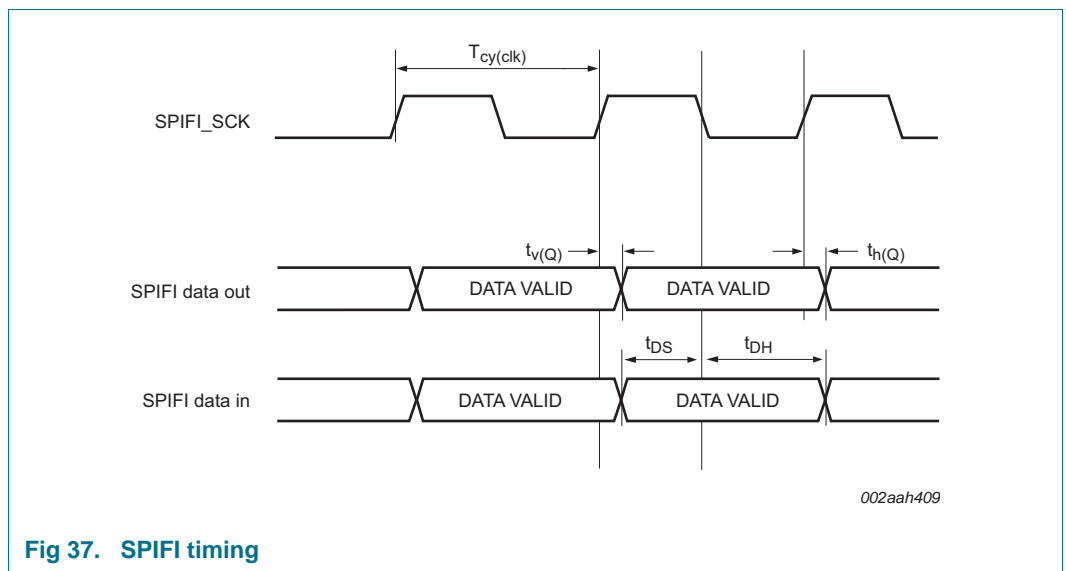 Tcy(clk)
SPIFI_SCK
tv(Q)
th(Q)
SPIFI data out
DATA VALID
DATA VALID
tDS
tDH
SPIFI data in
DATA VALID
DATA VALID
002aah409
Fig 37. SPIFI timing